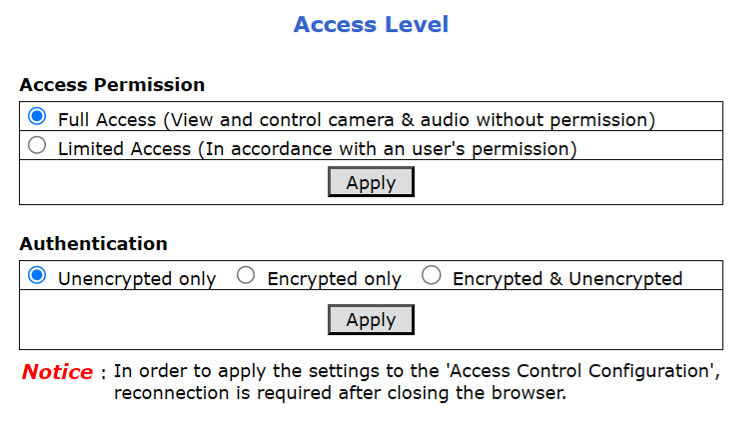 Access Level
Access Permission
Full Access (View and control camera & audio without permission)
Limited Access (In accordance with an user's permission)
Apply
Authentication
Unencrypted only Encrypted only Encrypted & Unencrypted
Apply
Notice : In order to apply the settings to the 'Access Control Configuration',
reconnection is required after closing the browser.